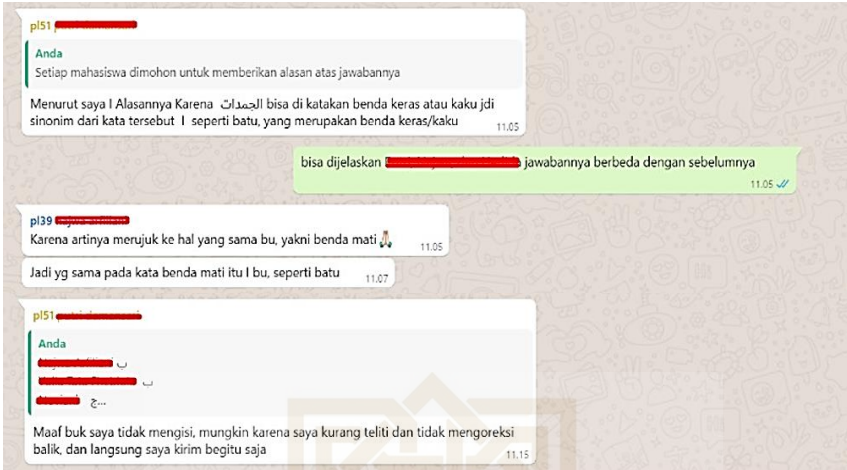 pl51
Anda
Setiap mahasiswa dimohon untuk memberikan alasan atas jawabannya
Menurut saya I Alasannya Karena الجمدات bisa di katakan benda keras atau kaku jdi
sinonim dari kata tersebut I seperti batu, yang merupakan benda keras/kaku
11.05
bisa dijelaskan jawabannya berbeda dengan sebelumnya
11.05
pl39
Karena artinya merujuk ke hal yang sama bu, yakni benda mati🙏🏻
11.05
Jadi yg sama pada kata benda mati itu I bu, seperti batu
11.07
pl51
Anda
ب
ب
ج...
Maaf buk saya tidak mengisi, mungkin karena saya kurang teliti dan tidak mengoreksi
balik, dan langsung saya kirim begitu saja
11.15